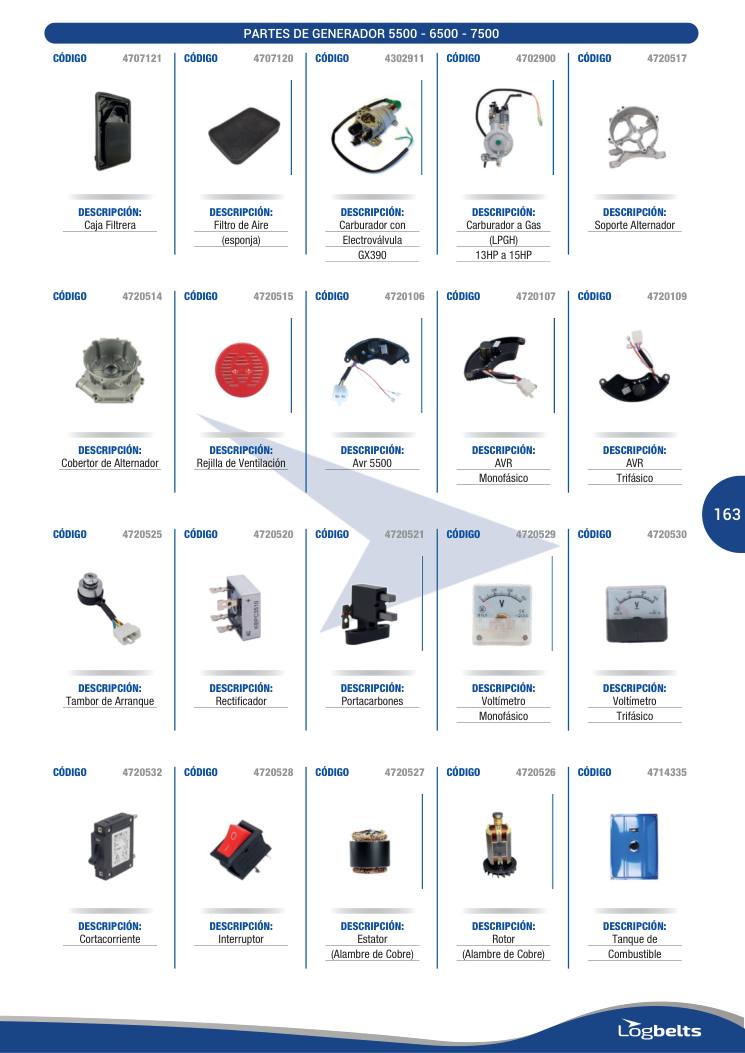 PARTES DE GENERADOR 5500 - 6500 - 7500
CÓDIGO 4707121
DESCRIPCIÓN:
Caja Filtrera
CÓDIGO 4707120
DESCRIPCIÓN:
Filtro de Aire
(esponja)
CÓDIGO 4302911
DESCRIPCIÓN:
Carburador con
Electroválvula
GX390
CÓDIGO 4702900
DESCRIPCIÓN:
Carburador a Gas
(LPGH)
13HP a 15HP
CÓDIGO 4720517
DESCRIPCIÓN:
Soporte Alternador
CÓDIGO 4720514
DESCRIPCIÓN:
Cobertor de Alternador
CÓDIGO 4720515
DESCRIPCIÓN:
Rejilla de Ventilación
CÓDIGO 4720106
DESCRIPCIÓN:
Avr 5500
CÓDIGO 4720107
DESCRIPCIÓN:
AVR
Monofásico
CÓDIGO 4720109
DESCRIPCIÓN:
AVR
Trifásico
163
CÓDIGO 4720525
DESCRIPCIÓN:
Tambor de Arranque
CÓDIGO 4720520
KBPC3510
DESCRIPCIÓN:
Rectificador
CÓDIGO 4720521
DESCRIPCIÓN:
Portacarbones
CÓDIGO 4720529
V
DESCRIPCIÓN:
Voltímetro
Monofásico
CÓDIGO 4720530
V
DESCRIPCIÓN:
Voltímetro
Trifásico
CÓDIGO 4720532
DESCRIPCIÓN:
Cortacorriente
CÓDIGO 4720528
DESCRIPCIÓN:
Interruptor
CÓDIGO 4720527
DESCRIPCIÓN:
Estator
(Alambre de Cobre)
CÓDIGO 4720526
DESCRIPCIÓN:
Rotor
(Alambre de Cobre)
CÓDIGO 4714335
DESCRIPCIÓN:
Tanque de
Combustible
Logbelts